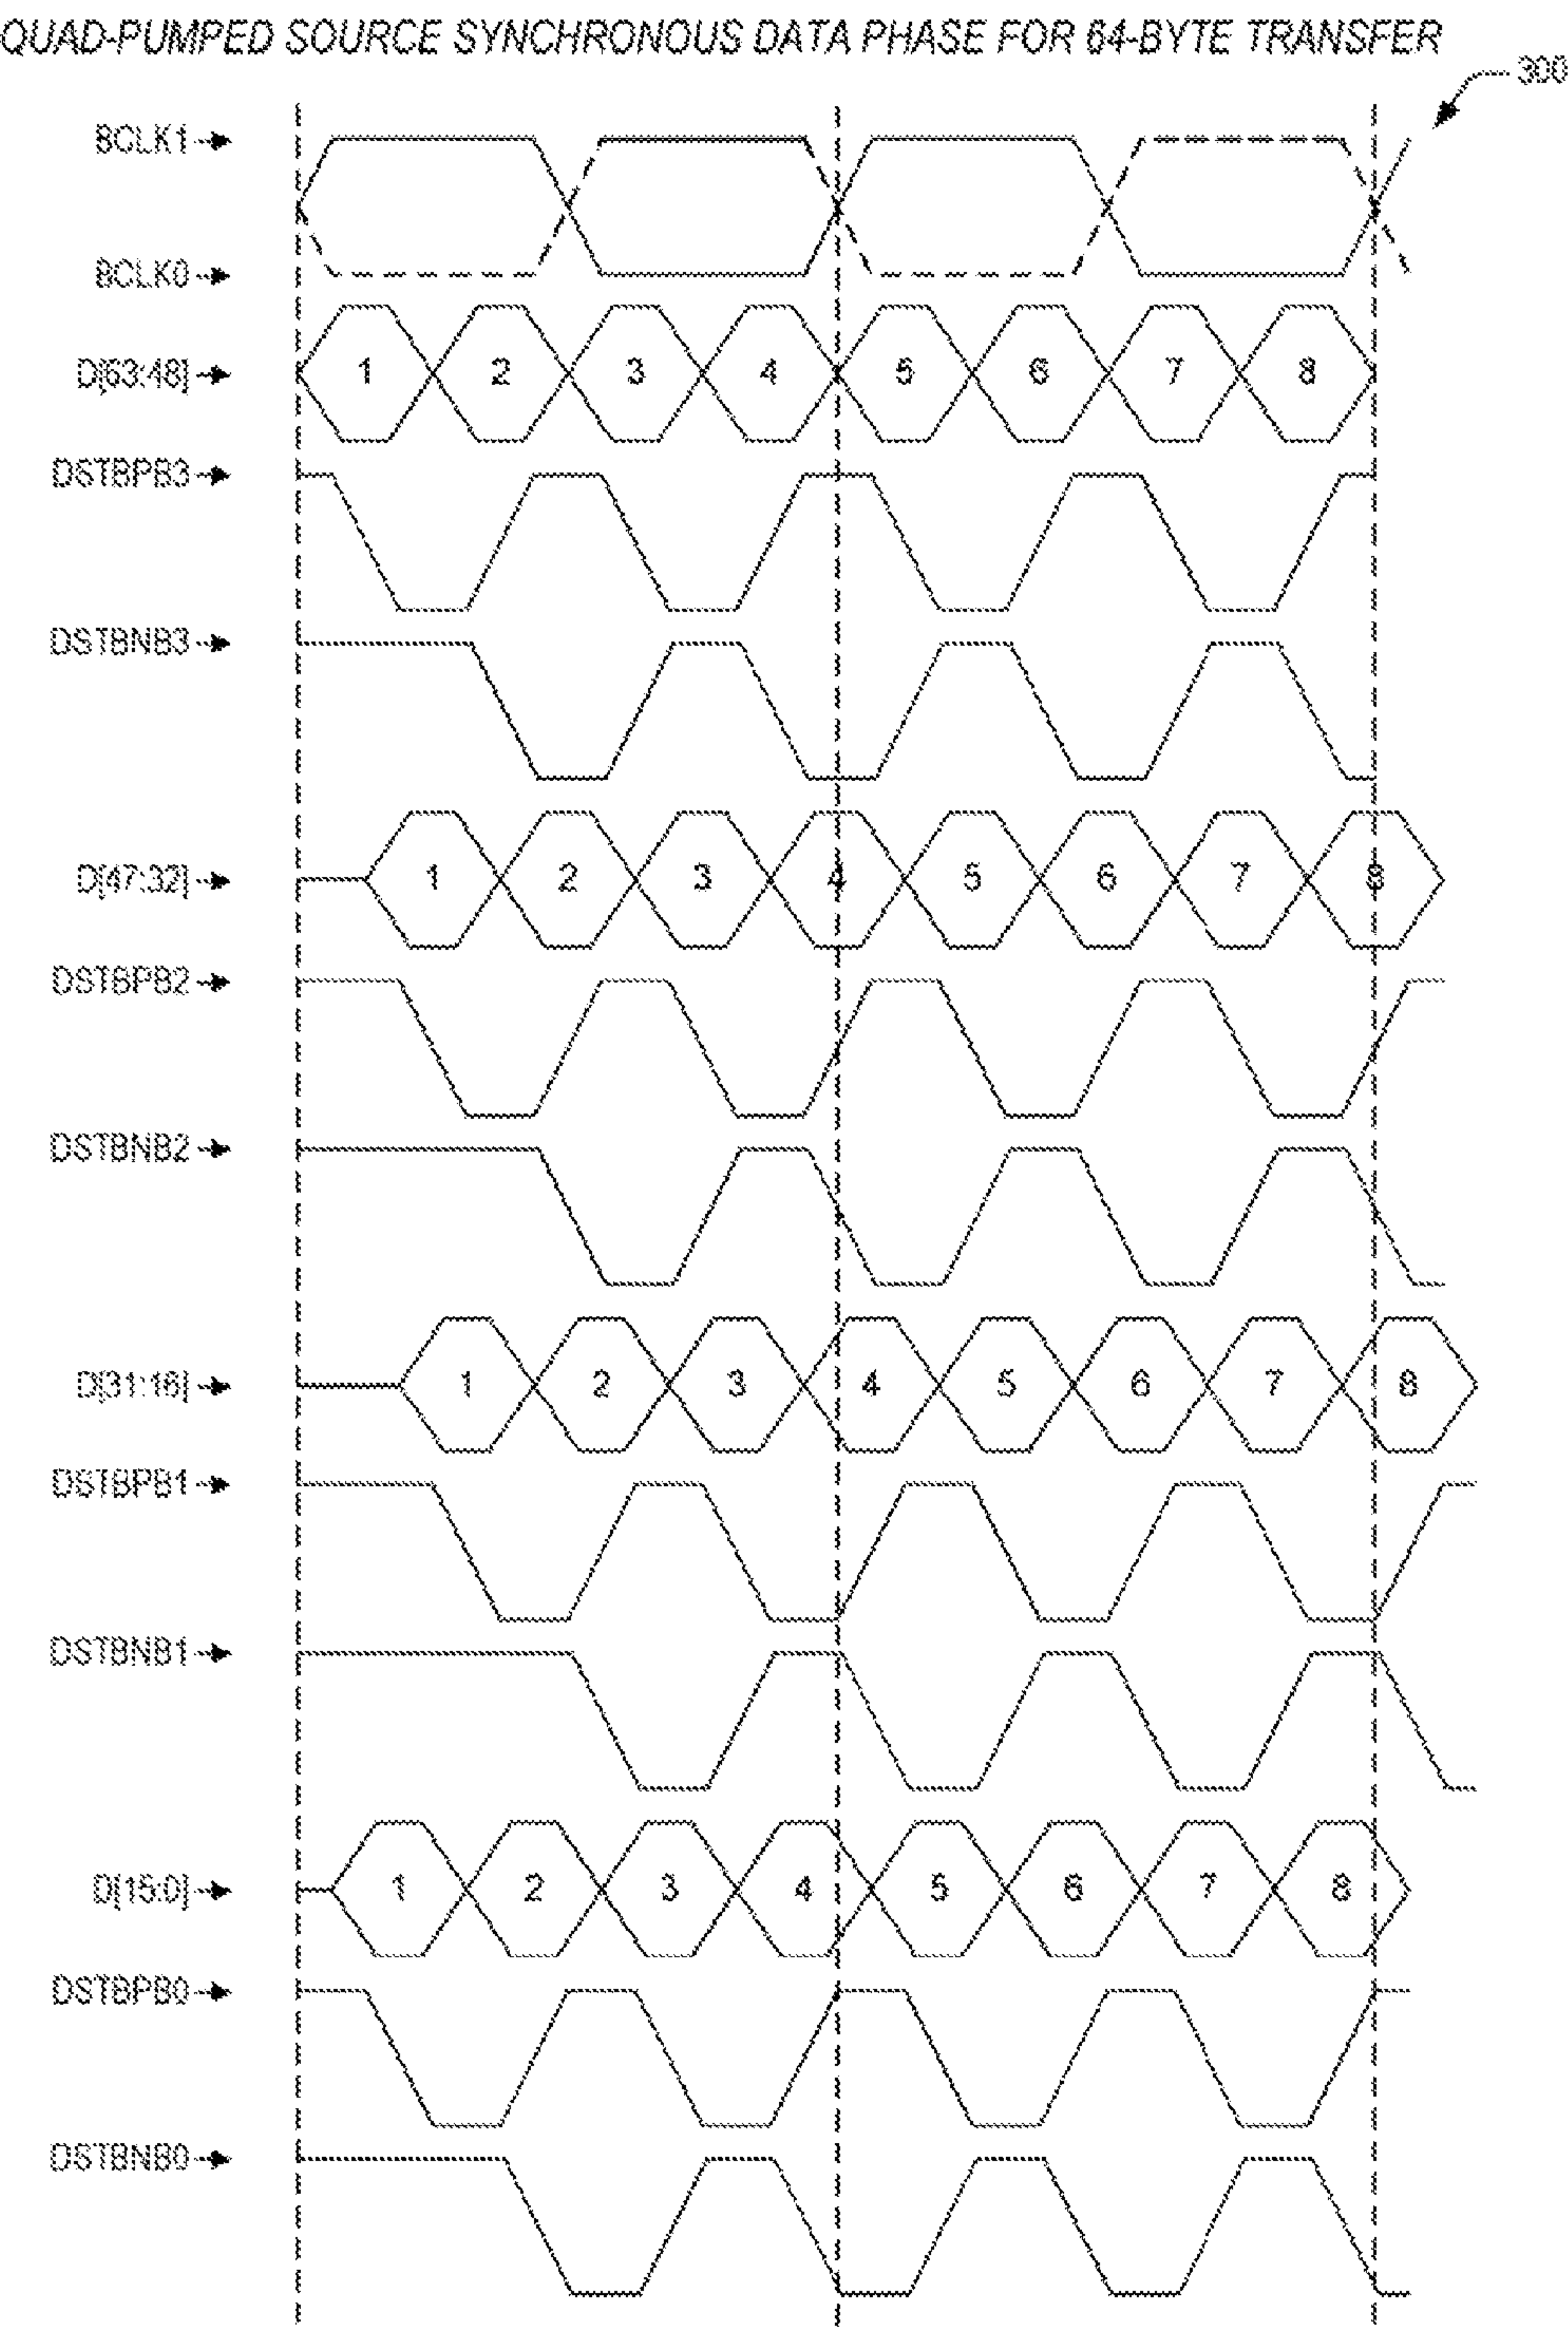 QUAD-PUMPED SOURCE SYNCHRONOUS DATA PHASE FOR 64-BYTE TRANSFER
300
BCLK1
BCLK0
D[63:48]
1 2 3 4 5 6 7 8
DSTBPB3
DSTBNB3
D[47:32]
1 2 3 4 5 6 7 8
DSTBPB2
DSTBNB2
D[31:16]
1 2 3 4 5 6 7 8
DSTBPB1
DSTBNB1
D[15:0]
1 2 3 4 5 6 7 8
DSTBPB0
DSTBNB0